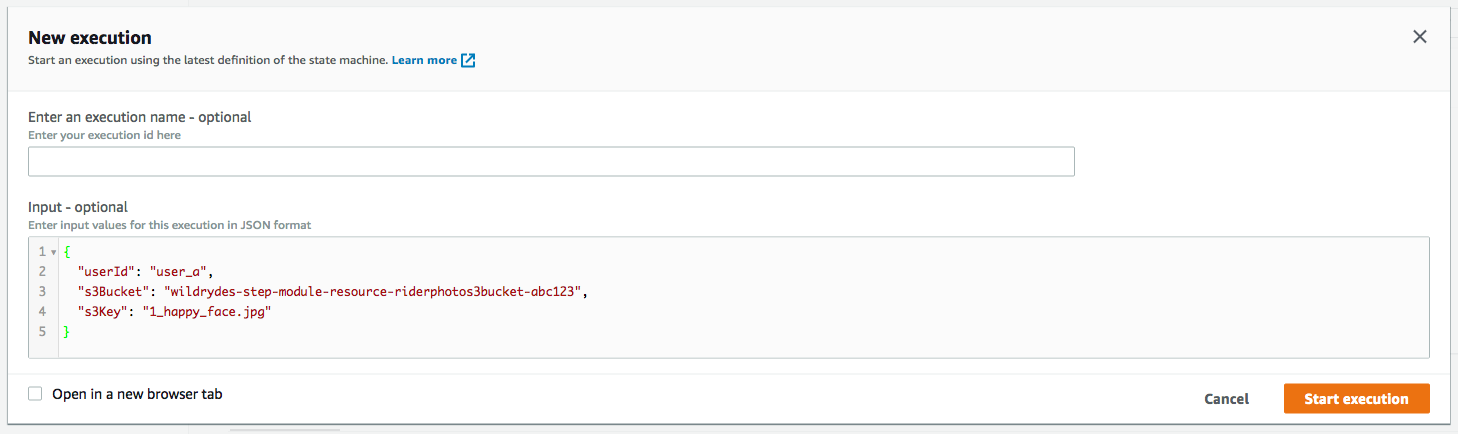 New execution
Start an execution using the latest definition of the state machine. Learn more
Enter an execution name - optional
Enter your execution id here
Input - optional
Enter input values for this execution in JSON format
1 {
2 "userId": "user_a",
3 "s3Bucket": "wildrydes-step-module-resource-riderphotos3bucket-abc123",
4 "s3Key": "1_happy_face.jpg"
5 }
Open in a new browser tab
Cancel
Start execution